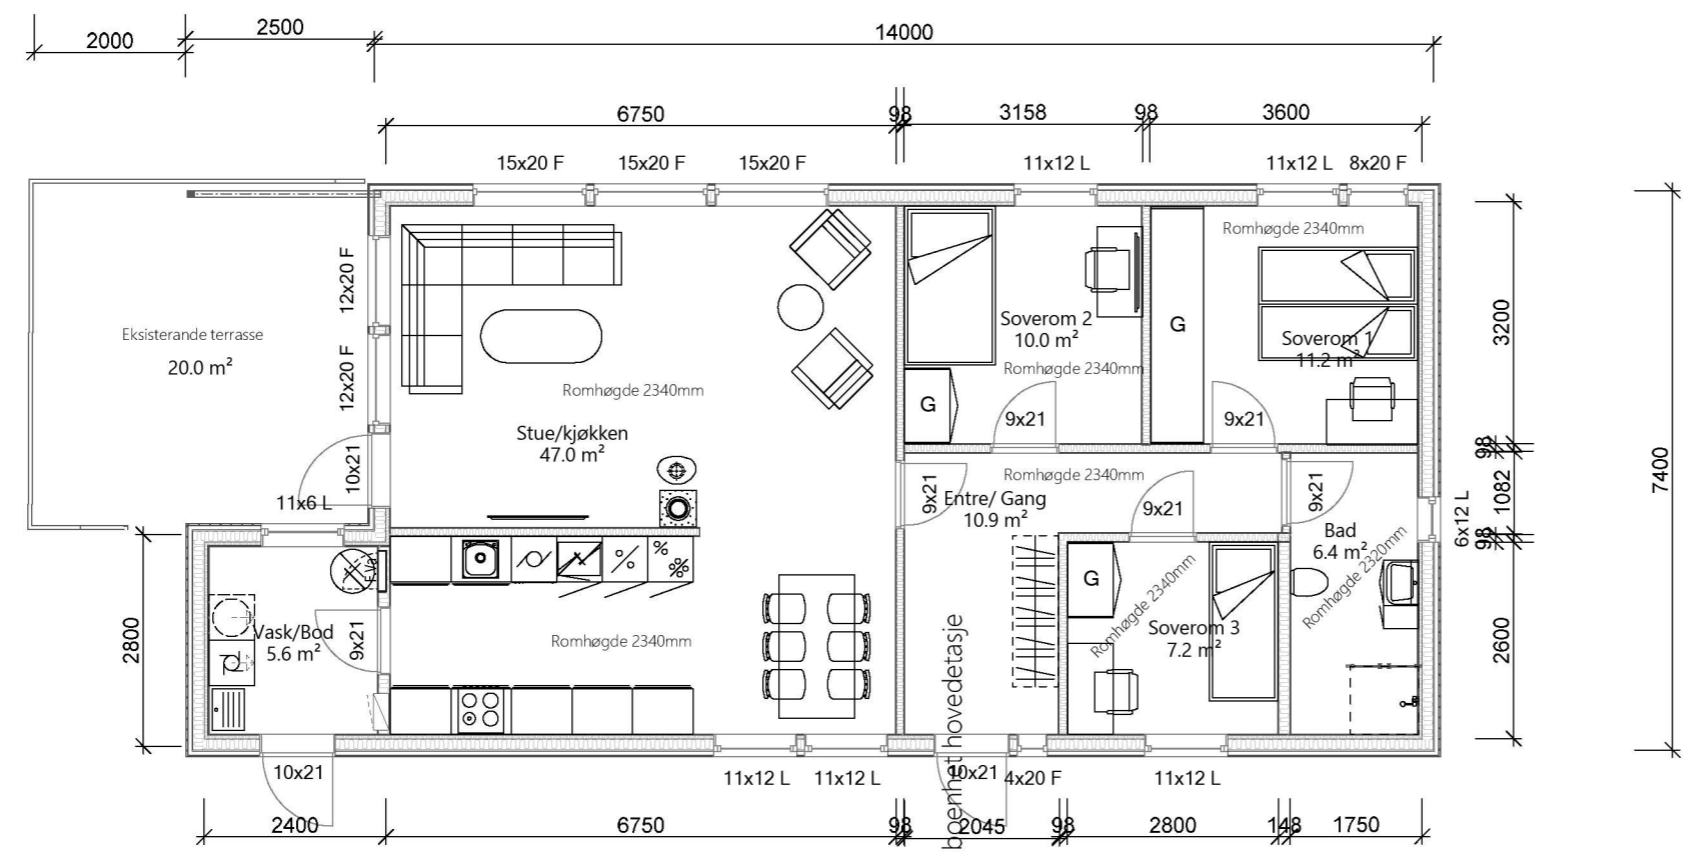 2000
2500
14000
6750
98
3158
98
3600
15x20 F
15x20 F
15x20 F
11x12 L
11x12 L
8x20 F
Romhøgde 2340mm
12x20 F
12x20 F
Eksisterande terrasse
20.0 m²
Romhøgde 2340mm
Stue/kjøkken
47.0 m²
10x21
11x6 L
Soverom 2
10.0 m²
Romhøgde 2340mm
G
9x21
G
Soverom 1
11.2 m²
9x21
3200
98
1082
98
2600
7400
6x12 L
Romhøgde 2340mm
Entre/ Gang
10.9 m²
9x21
9x21
9x21
Bad
6.4 m²
Romhøgde 2320mm
G
Romhøgde 2340mm
Soverom 3
7.2 m²
2800
Vask/Bod
5.6 m²
9x21
% %
%
Romhøgde 2340mm
boenhet hovedetasje
10x21
11x12 L
11x12 L
10x21
4x20 F
11x12 L
2400
6750
98
2045
98
2800
148
1750